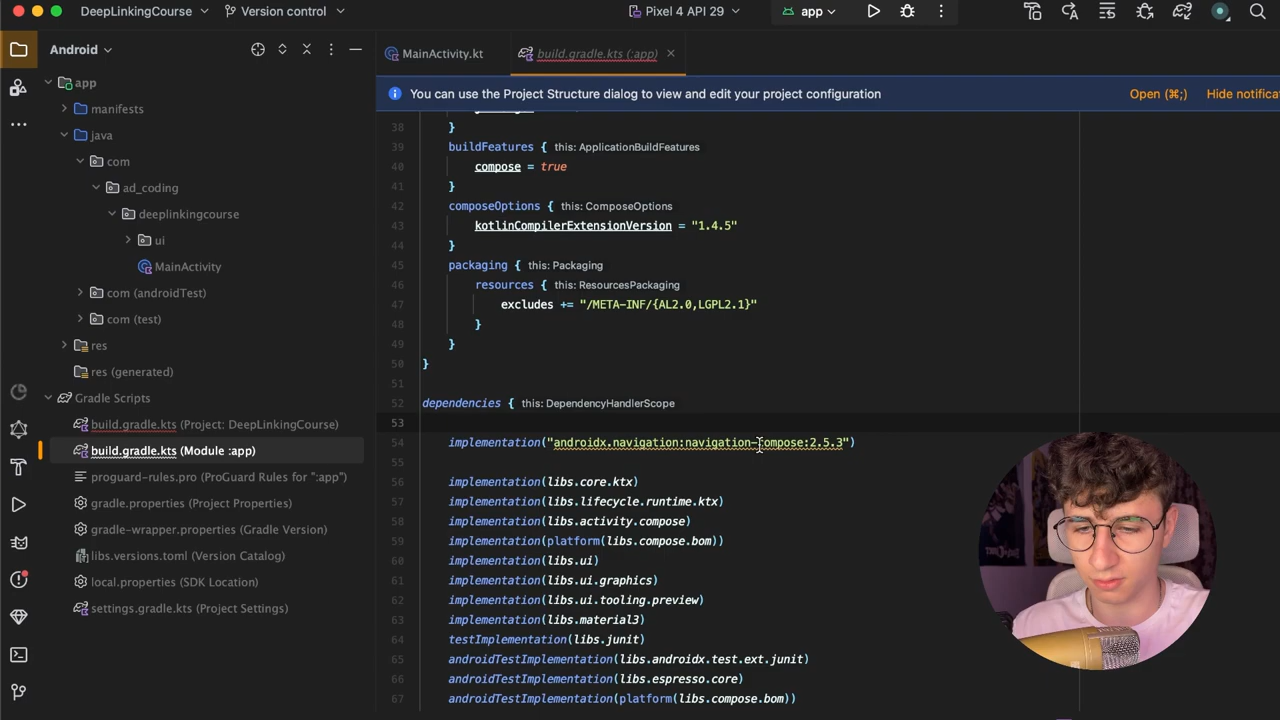 DeepLinkingCourse
Version control
Pixel 4 API 29
app
Android
app
manifests
java
com
ad_coding
deeplinkingcourse
ui
MainActivity
com (androidTest)
com (test)
res
res (generated)
Gradle Scripts
build.gradle.kts (Project: DeepLinkingCourse)
build.gradle.kts (Module :app)
proguard-rules.pro (ProGuard Rules for ":app")
gradle.properties (Project Properties)
gradle-wrapper.properties (Gradle Version)
libs.versions.toml (Version Catalog)
local.properties (SDK Location)
settings.gradle.kts (Project Settings)
MainActivity.kt
build.gradle.kts (:app)
You can use the Project Structure dialog to view and edit your project configuration
Open (⌘;)
Hide notifica
38 }
39 buildFeatures { this: ApplicationBuildFeatures
40 compose = true
41 }
42 composeOptions { this: ComposeOptions
43 kotlinCompilerExtensionVersion = "1.4.5"
44 }
45 packaging { this: Packaging
46 resources { this: ResourcesPackaging
47 excludes += "/META-INF/{AL2.0,LGPL2.1}"
48 }
49 }
50 }
51
52 dependencies { this: DependencyHandlerScope
53
54 implementation("androidx.navigation:navigation-compose:2.5.3")
55
56 implementation(libs.core.ktx)
57 implementation(libs.lifecycle.runtime.ktx)
58 implementation(libs.activity.compose)
59 implementation(platform(libs.compose.bom))
60 implementation(libs.ui)
61 implementation(libs.ui.graphics)
62 implementation(libs.ui.tooling.preview)
63 implementation(libs.material3)
64 testImplementation(libs.junit)
65 androidTestImplementation(libs.androidx.test.ext.junit)
66 androidTestImplementation(libs.espresso.core)
67 androidTestImplementation(platform(libs.compose.bom))